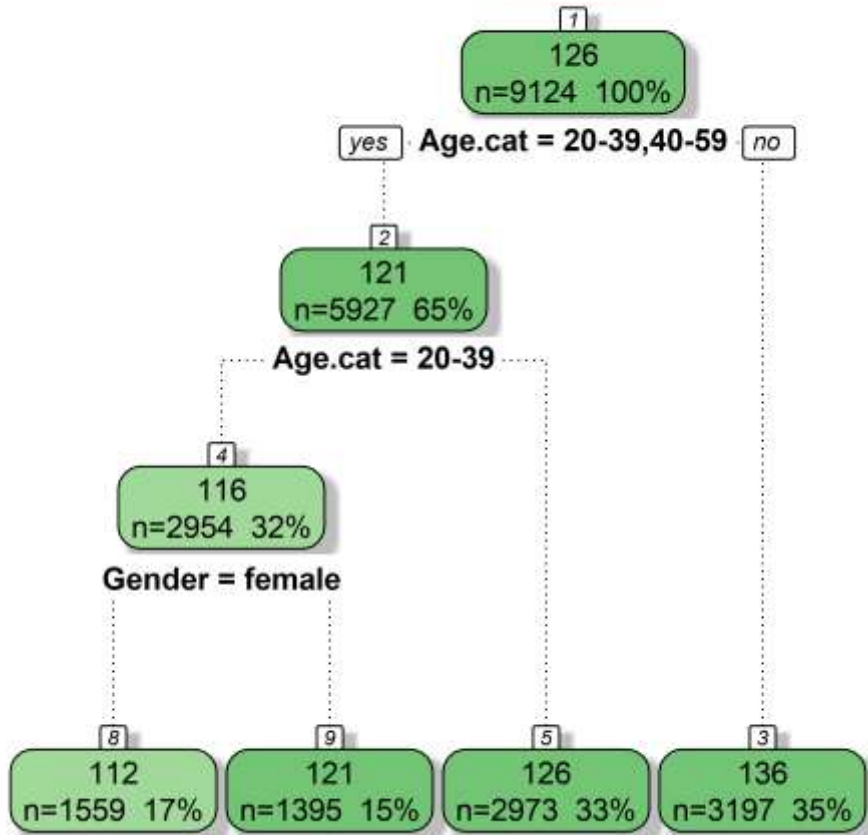 1
126
n=9124 100%
yes Age.cat = 20-39,40-59 no
2
121
n=5927 65%
Age.cat = 20-39
4
116
n=2954 32%
Gender = female
8
112
n=1559 17%
9
121
n=1395 15%
5
126
n=2973 33%
3
136
n=3197 35%